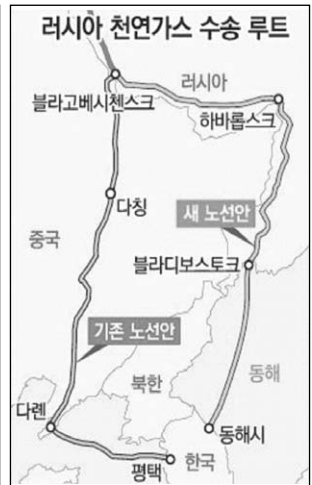 러시아 천연가스 수송 루트
러시아
블라고베시첸스크
하바롭스크
다칭
새 노선안
중국
블라디보스토크
기존 노선안
북한
동해
다롄
동해시
평택
한국